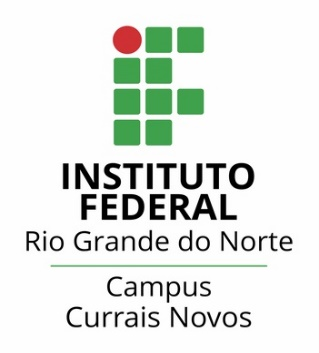 INSTITUTO
FEDERAL
Rio Grande do Norte
Campus
Currais Novos